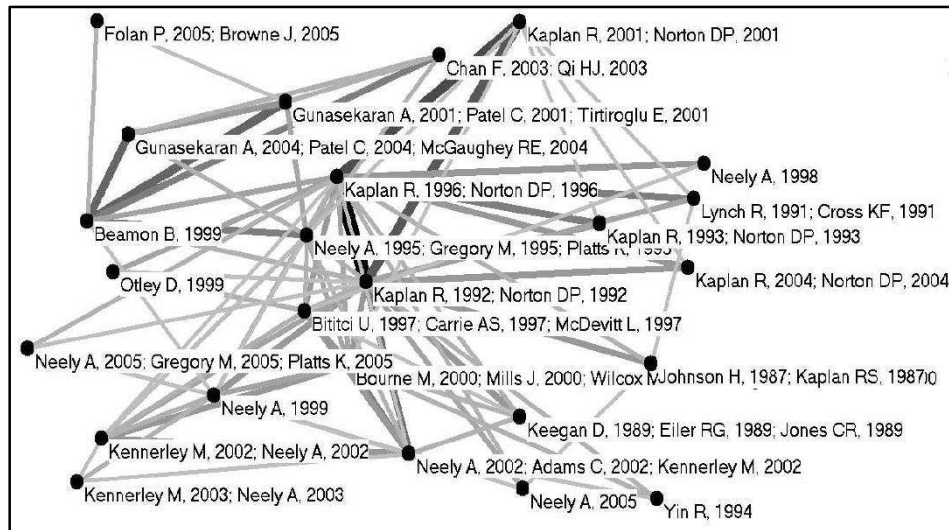 Folan P, 2005; Browne J, 2005
Kaplan R, 2001; Norton DP, 2001
Chan F, 2003; Qi HJ, 2003
Gunasekaran A, 2001; Patel C, 2001; Tirtiroglu E, 2001
Gunasekaran A, 2004; Patel C, 2004; McGaughey RE, 2004
Neely A, 1998
Kaplan R, 1996; Norton DP, 1996
Lynch R, 1991; Cross KF, 1991
Beamon B, 1999
Kaplan R, 1993; Norton DP, 1993
Neely A, 1995; Gregory M, 1995; Platts K, 1995
Kaplan R, 2004; Norton DP, 2004
Otley D, 1999
Kaplan R, 1992; Norton DP, 1992
Bititci U, 1997; Carrie AS, 1997; McDevitt L, 1997
Neely A, 2005; Gregory M, 2005; Platts K, 2005
Bourne M, 2000; Mills J, 2000; Wilcox M
Johnson H, 1987; Kaplan RS, 1987
Neely A, 1999
Keegan D, 1989; Eiler RG, 1989; Jones CR, 1989
Kennerley M, 2002; Neely A, 2002
Neely A, 2002; Adams C, 2002; Kennerley M, 2002
Kennerley M, 2003; Neely A, 2003
Neely A, 2005
Yin R, 1994